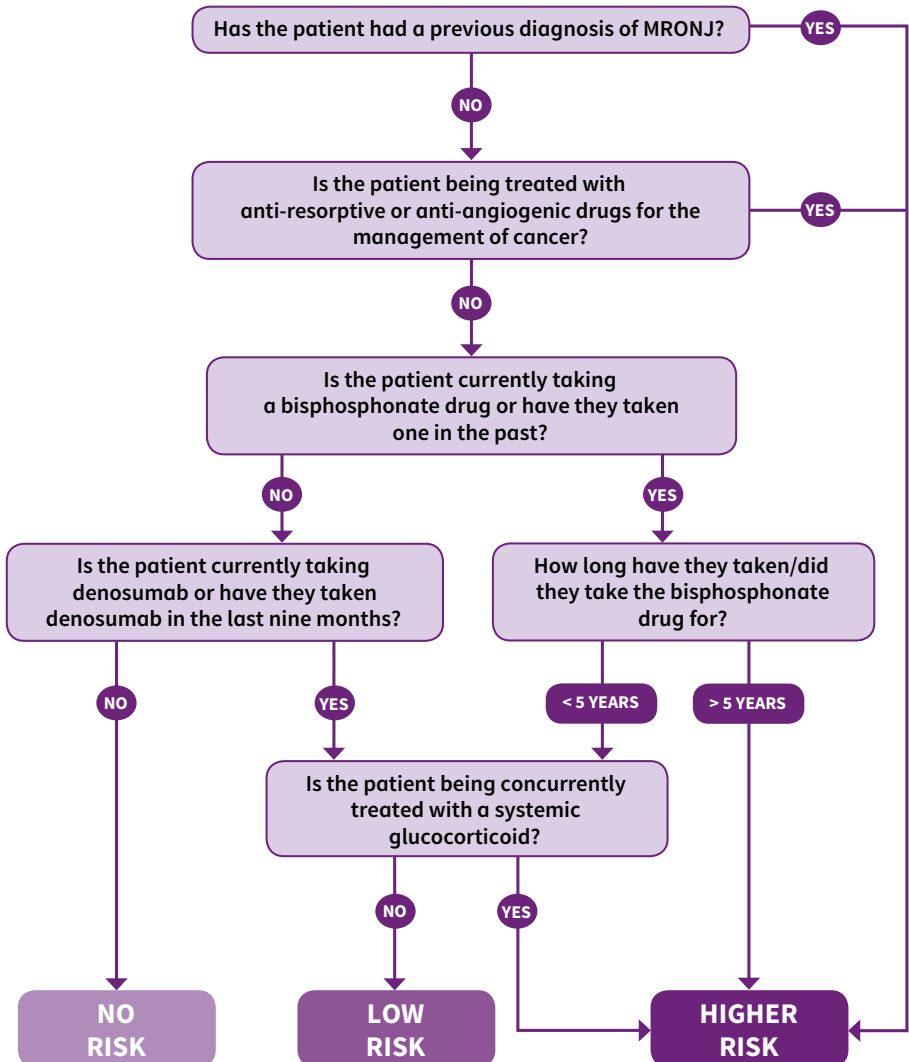 Has the patient had a previous diagnosis of MRONJ?
YES
NO
Is the patient being treated with
anti-resorptive or anti-angiogenic drugs for the
management of cancer?
YES
NO
Is the patient currently taking
a bisphosphonate drug or have they taken
one in the past?
NO
YES
Is the patient currently taking
denosumab or have they taken
denosumab in the last nine months?
How long have they taken/did
they take the bisphosphonate
drug for?
NO
YES
< 5 YEARS
> 5 YEARS
Is the patient being concurrently
treated with a systemic
glucocorticoid?
NO
YES
NO
RISK
LOW
RISK
HIGHER
RISK